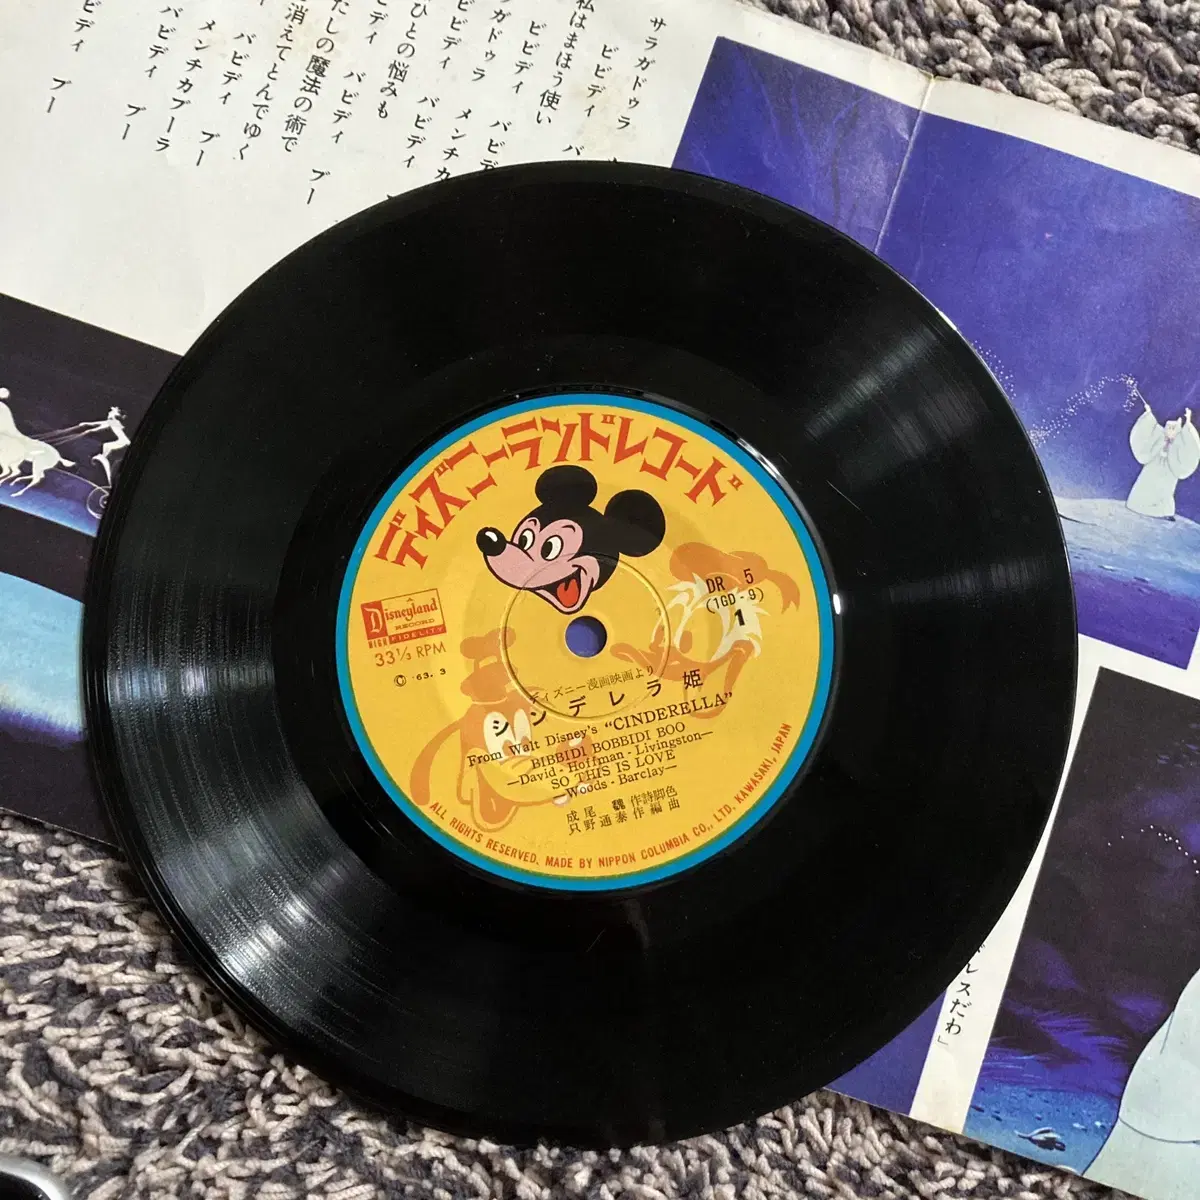 サラガドゥラ
ビビディ バ
私はまほう使い
ビビディ バビデ
ガドゥラ メンチカ
ビビディ バビディ
ひとの悩みも
ディ バビディ ブー
たしの魔法の術で
消えてとんでゆく
バビディ ブー
メンチカプーラ
バビディ ブー
ビディ ブー
ディズニーランドレコード
Disneyland
RECORD
HIGH FIDELITY
33⅓ RPM
Ⓒ '63. 3
DR 5
(1GD - 9)
1
ディズニー漫画映画より
シンデレラ姫
From Walt Disney's "CINDERELLA"
BIBBIDI BOBBIDI BOO
—David - Hoffman - Livingston—
SO THIS IS LOVE
—Woods - Barclay—
成尾 魏 作詩脚色
只野通泰 作編曲
ALL RIGHTS RESERVED. MADE BY NIPPON COLUMBIA CO., LTD. KAWASAKI, JAPAN
レスだわ」